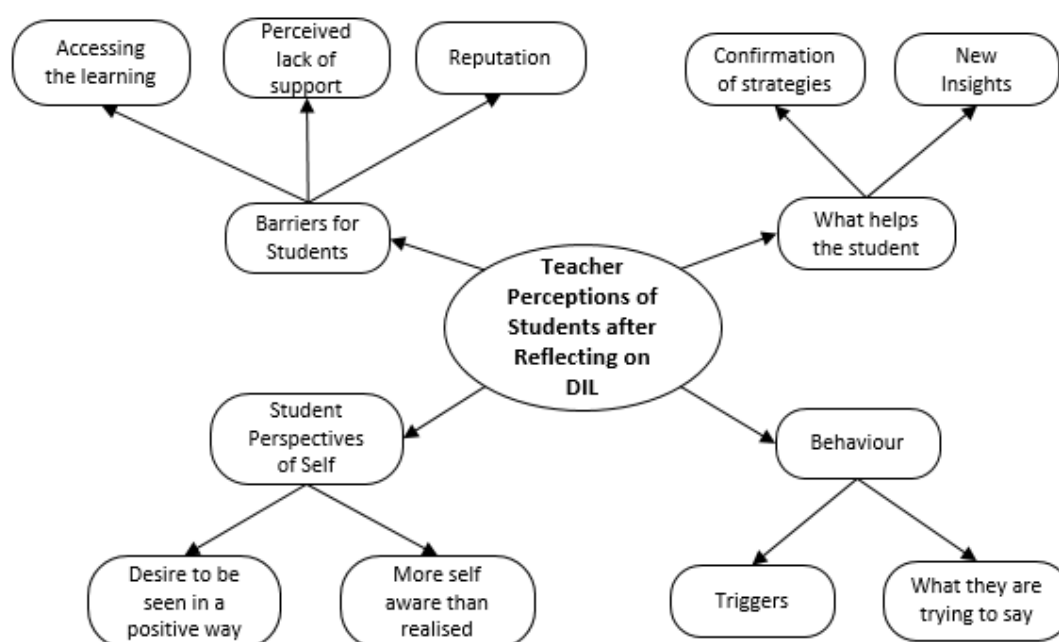 Accessing
the learning
Perceived
lack of
support
Reputation
Confirmation
of strategies
New
Insights
Barriers for
Students
What helps
the student
Teacher
Perceptions of
Students after
Reflecting on
DIL
Student
Perspectives
of Self
Behaviour
Desire to be
seen in a
positive way
More self
aware than
realised
Triggers
What they are
trying to say